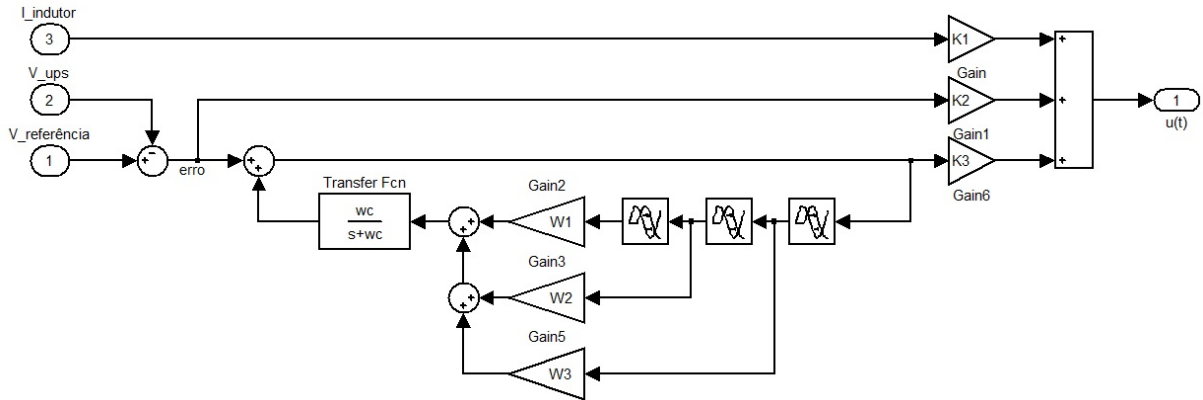 I_indutor
3
K1
+
Gain
V_ups
2
K2
+
1
u(t)
Gain1
V_referência
1
+
−
erro
+
+
K3
+
Gain6
Transfer Fcn
wc
s+wc
+
+
Gain2
W1
Gain3
+
+
W2
Gain5
W3